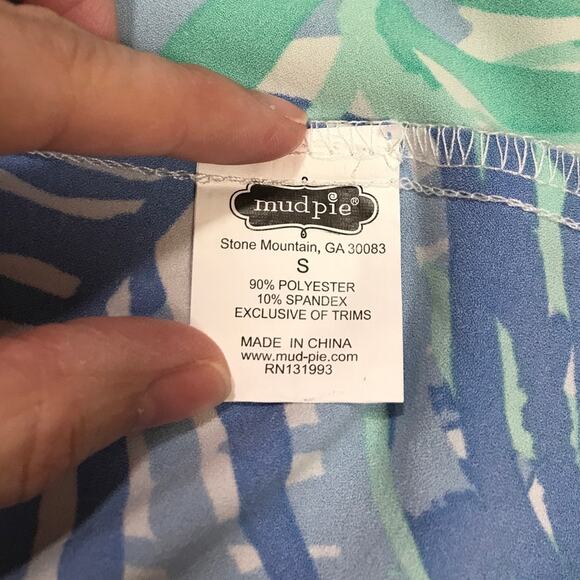 mudpie®
Stone Mountain, GA 30083
S
90% POLYESTER
10% SPANDEX
EXCLUSIVE OF TRIMS
MADE IN CHINA
www.mud-pie.com
RN131993